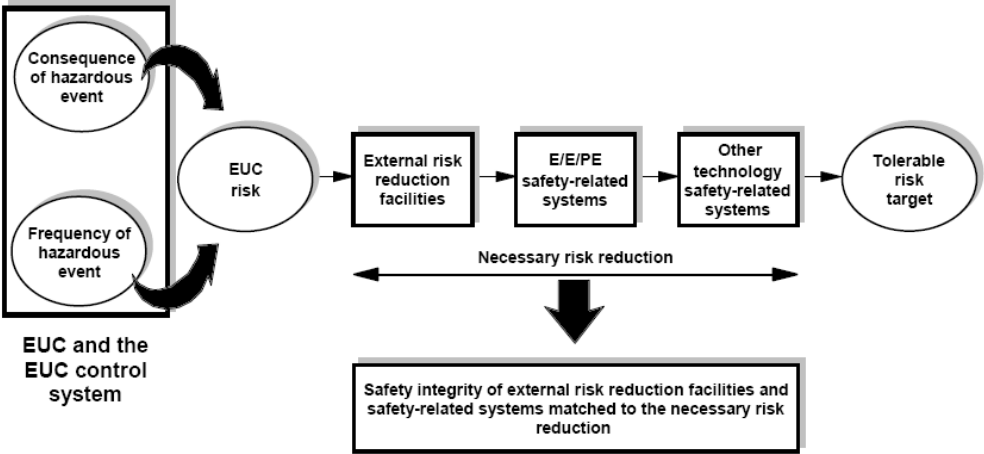 Consequence
of hazardous
event
Frequency of
hazardous
event
EUC and the
EUC control
system
EUC
risk
External risk
reduction
facilities
E/E/PE
safety-related
systems
Other
technology
safety-related
systems
Tolerable
risk
target
Necessary risk reduction
Safety integrity of external risk reduction facilities and
safety-related systems matched to the necessary risk
reduction